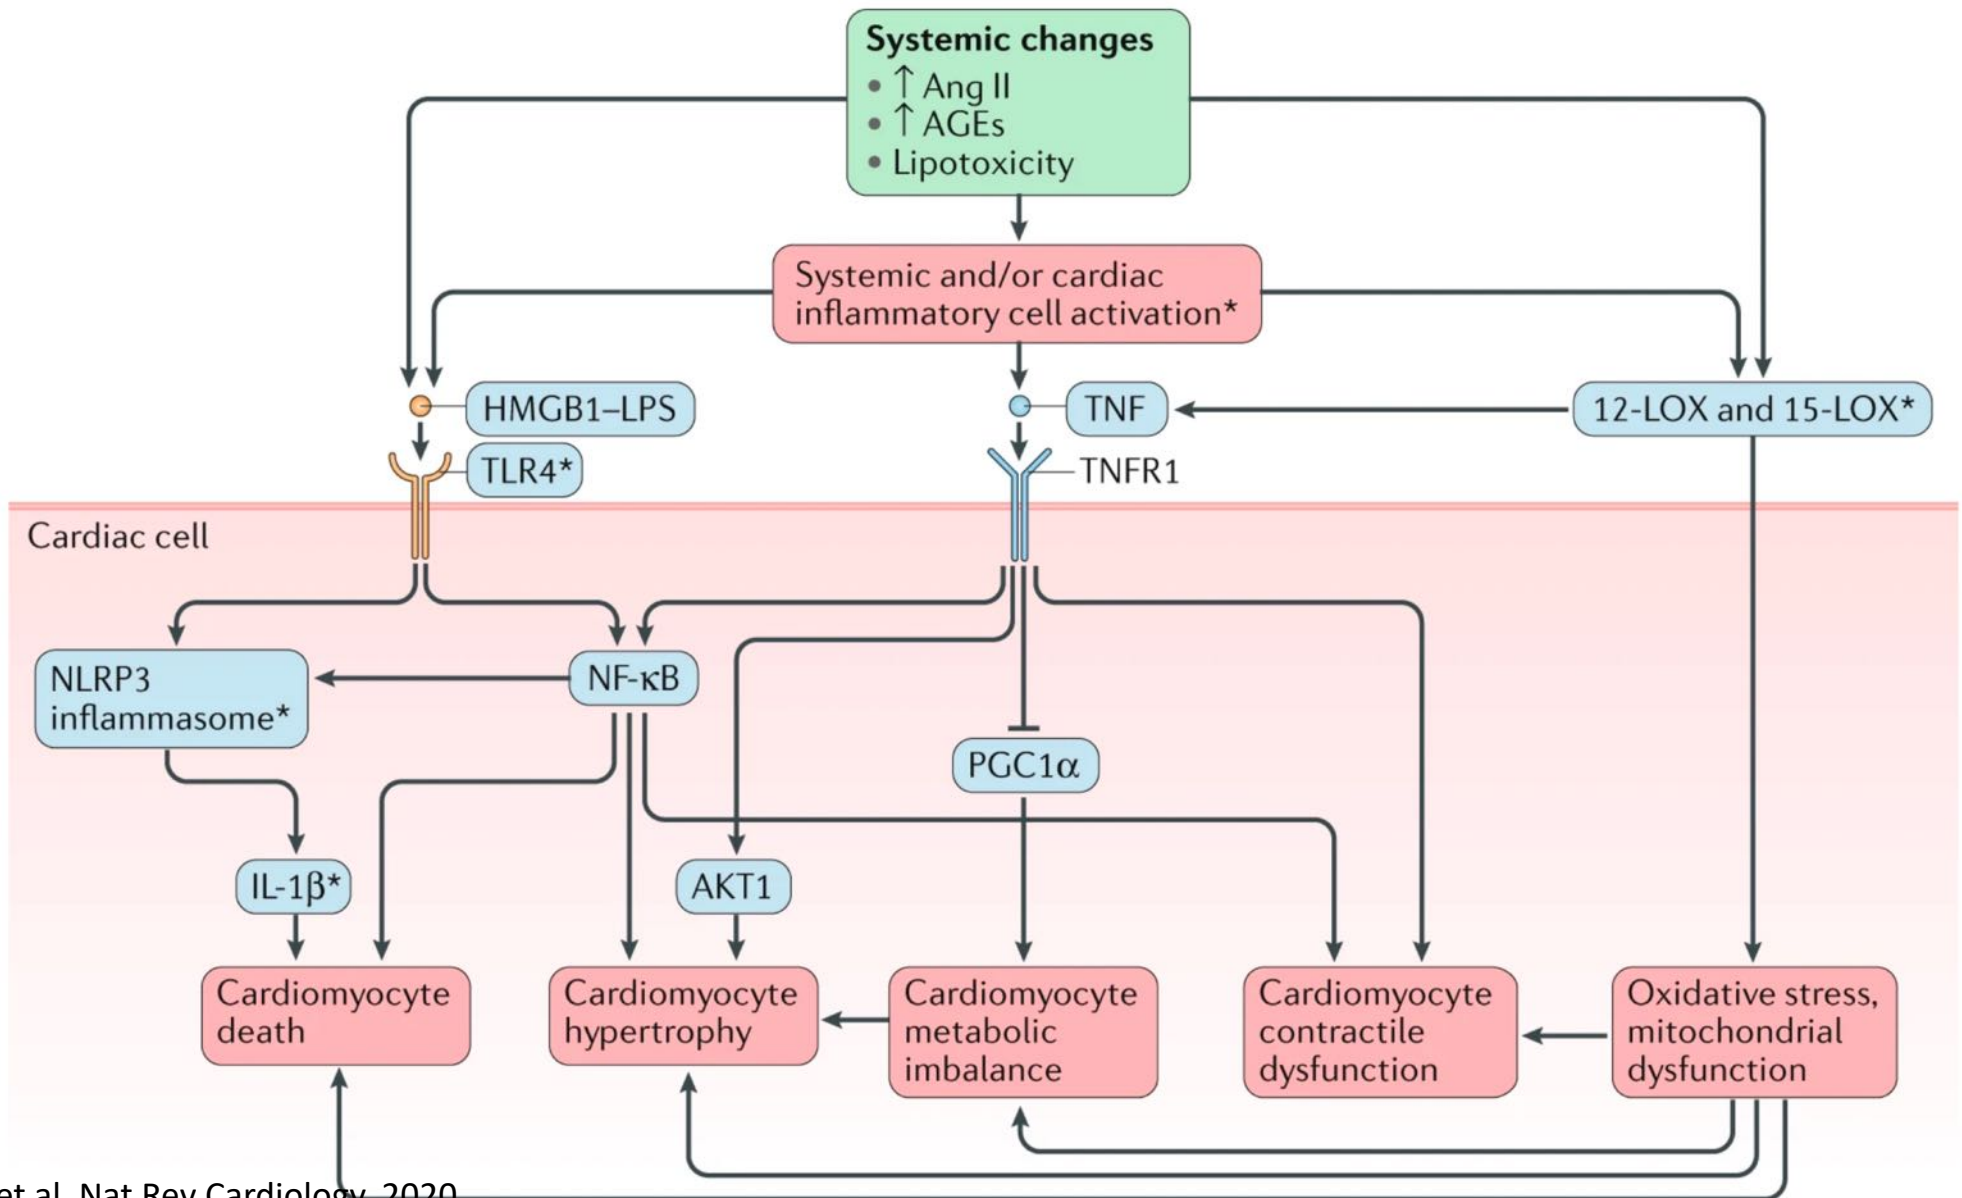 Systemic changes
• ↑ Ang II
• ↑ AGEs
• Lipotoxicity
Systemic and/or cardiac
inflammatory cell activation*
HMGB1–LPS
TNF
12-LOX and 15-LOX*
TLR4*
TNFR1
Cardiac cell
NLRP3
inflammasome*
NF-κB
PGC1α
IL-1β*
AKT1
Cardiomyocyte
death
Cardiomyocyte
hypertrophy
Cardiomyocyte
metabolic
imbalance
Cardiomyocyte
contractile
dysfunction
Oxidative stress,
mitochondrial
dysfunction
et al. Nat Rev Cardiology, 2020